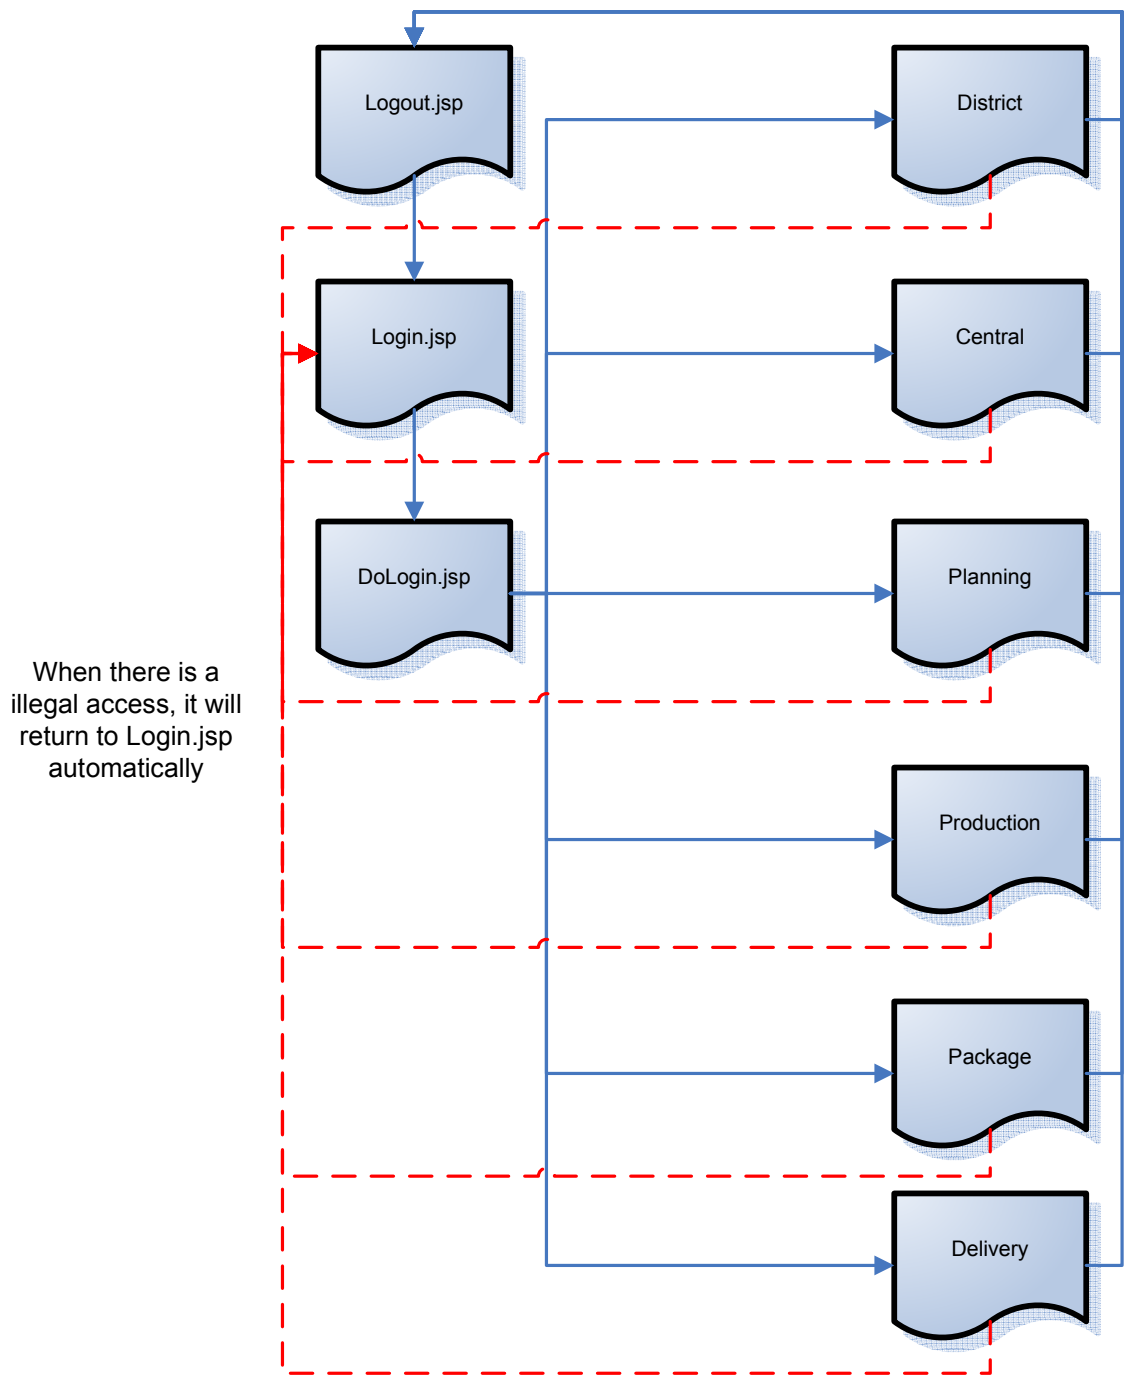 Logout.jsp
District
Login.jsp
Central
DoLogin.jsp
Planning
When there is a
illegal access, it will
return to Login.jsp
automatically
Production
Package
Delivery